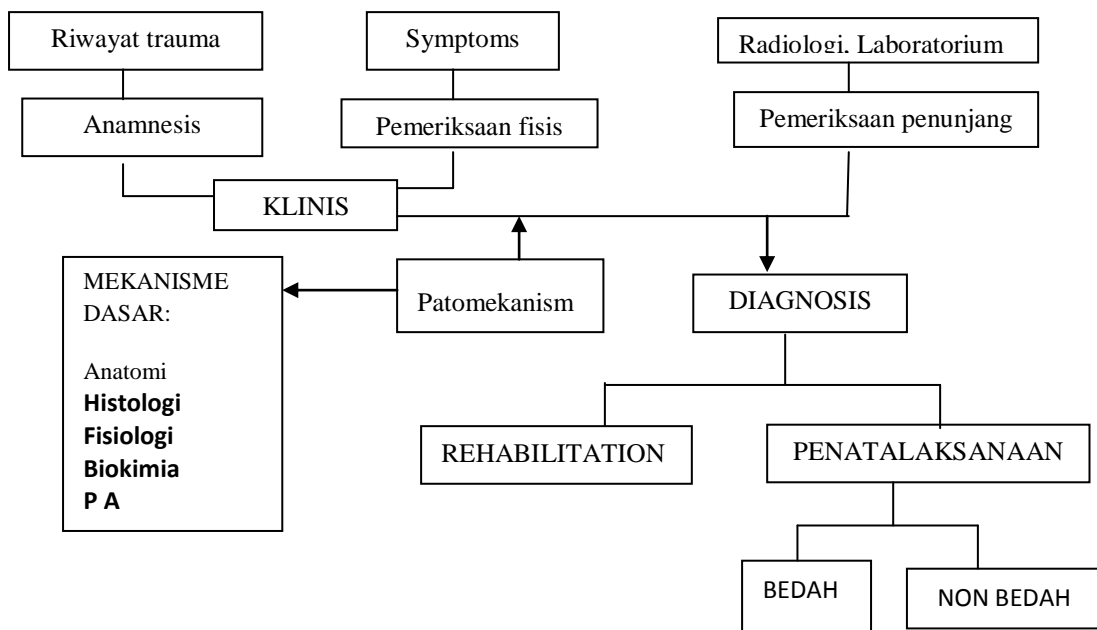 Riwayat trauma
Symptoms
Radiologi, Laboratorium
Anamnesis
Pemeriksaan fisis
Pemeriksaan penunjang
KLINIS
MEKANISME
DASAR:
Anatomi
Histologi
Fisiologi
Biokimia
P A
Patomekanism
DIAGNOSIS
REHABILITATION
PENATALAKSANAAN
BEDAH
NON BEDAH